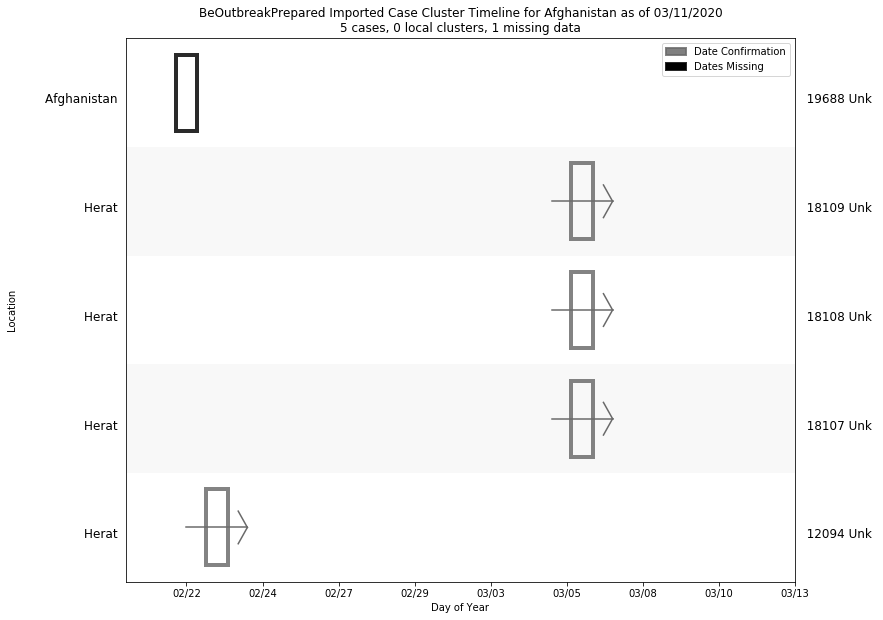 BeOutbreakPrepared Imported Case Cluster Timeline for Afghanistan as of 03/11/2020
5 cases, 0 local clusters, 1 missing data
Date Confirmation
Dates Missing
Afghanistan
19688 Unk
Herat
18109 Unk
Herat
18108 Unk
Herat
18107 Unk
Herat
12094 Unk
Location
02/22 02/24 02/27 02/29 03/03 03/05 03/08 03/10 03/13
Day of Year